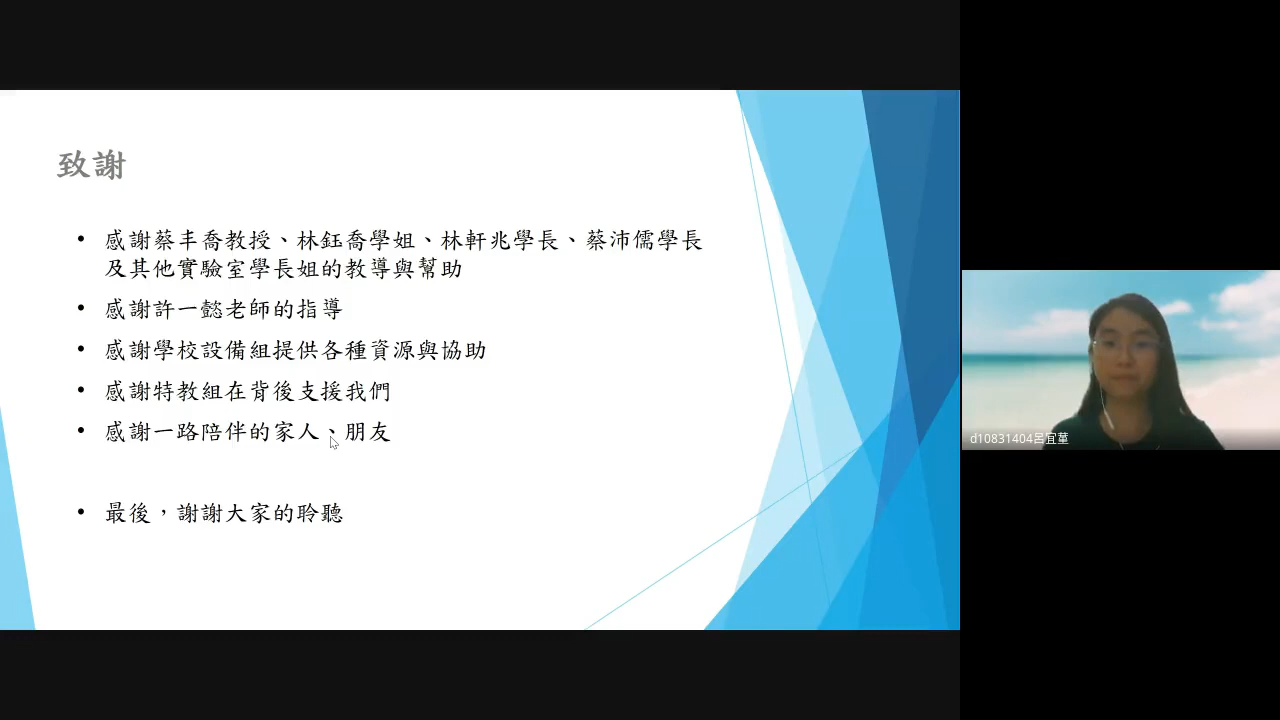 致謝
• 感謝蔡丰喬教授、林鈺喬學姐、林軒兆學長、蔡沛儒學長
及其他實驗室學長姐的教導與幫助
• 感謝許一懿老師的指導
• 感謝學校設備組提供各種資源與協助
• 感謝特教組在背後支援我們
• 感謝一路陪伴的家人、朋友
• 最後，謝謝大家的聆聽
d10831404呂宜蓳